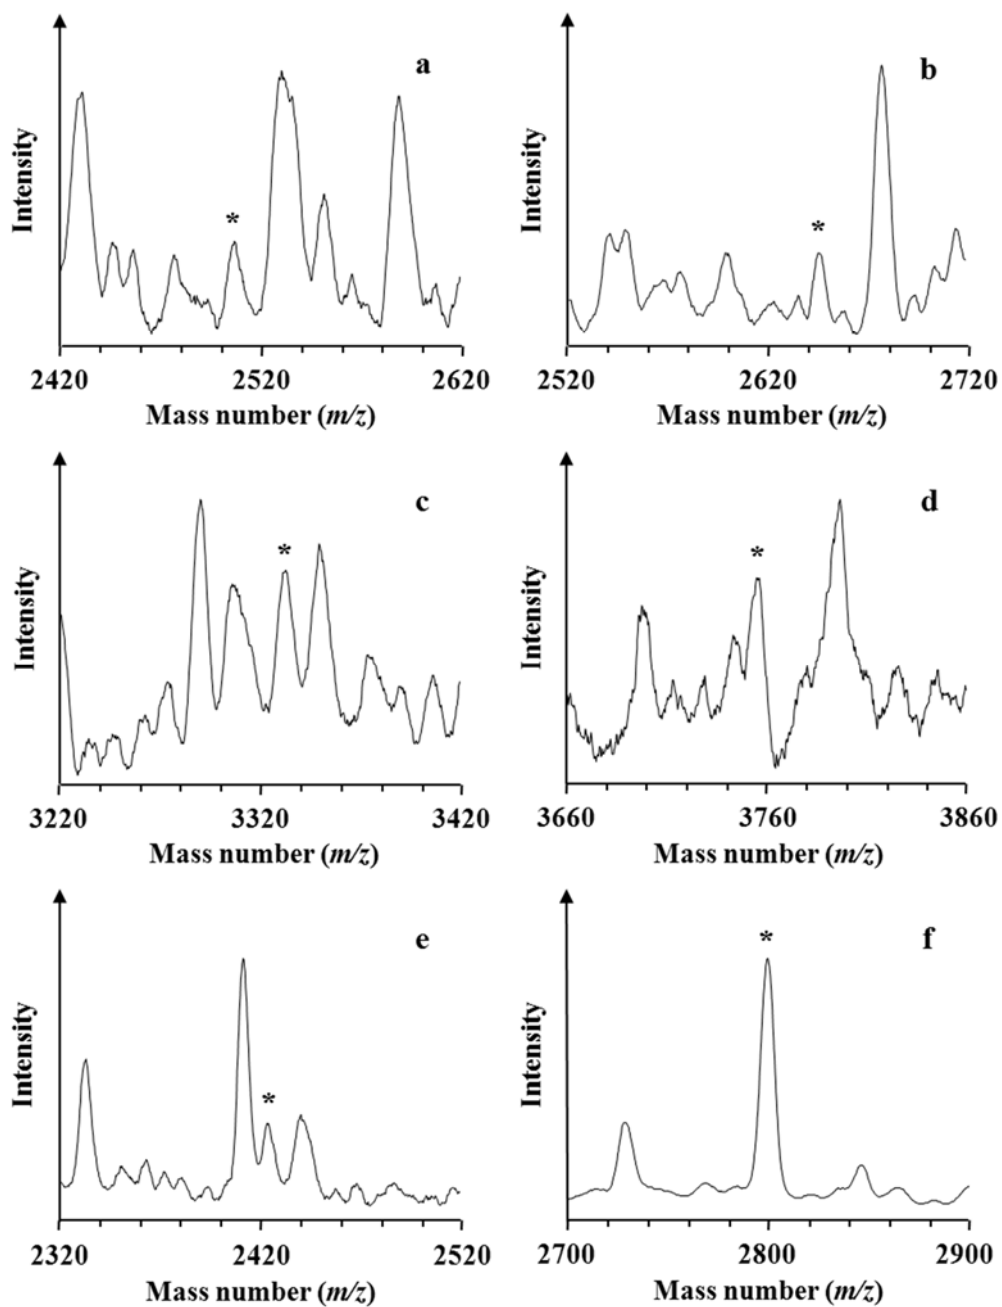 a
*
Intensity
2420 2520 2620
Mass number (m/z)
b
*
Intensity
2520 2620 2720
Mass number (m/z)
c
*
Intensity
3220 3320 3420
Mass number (m/z)
d
*
Intensity
3660 3760 3860
Mass number (m/z)
e
*
Intensity
2320 2420 2520
Mass number (m/z)
f
*
Intensity
2700 2800 2900
Mass number (m/z)